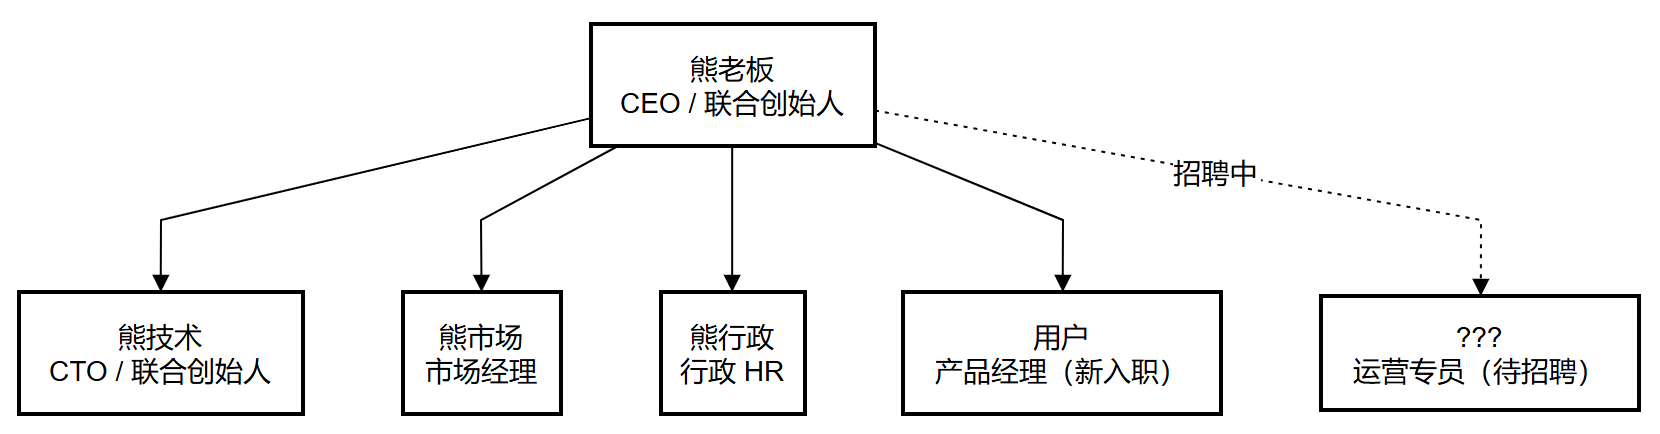 熊老板
CEO / 联合创始人
招聘中
熊技术
CTO / 联合创始人
熊市场
市场经理
熊行政
行政 HR
用户
产品经理（新入职）
???
运营专员（待招聘）